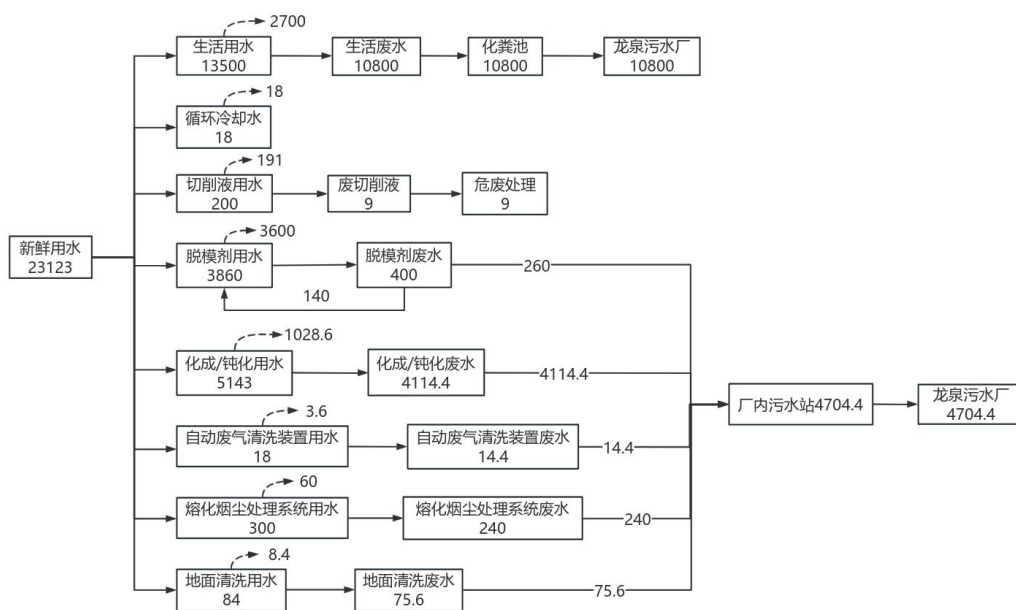 2700
生活用水
13500
生活废水
10800
化粪池
10800
龙泉污水厂
10800
18
循环冷却水
18
191
切削液用水
200
废切削液
9
危废处理
9
新鲜用水
23123
3600
脱模剂用水
3860
脱模剂废水
400
260
140
1028.6
化成/钝化用水
5143
化成/钝化废水
4114.4
4114.4
厂内污水站4704.4
龙泉污水厂
4704.4
3.6
自动废气清洗装置用水
18
自动废气清洗装置废水
14.4
14.4
60
熔化烟尘处理系统用水
300
熔化烟尘处理系统废水
240
240
8.4
地面清洗用水
84
地面清洗废水
75.6
75.6